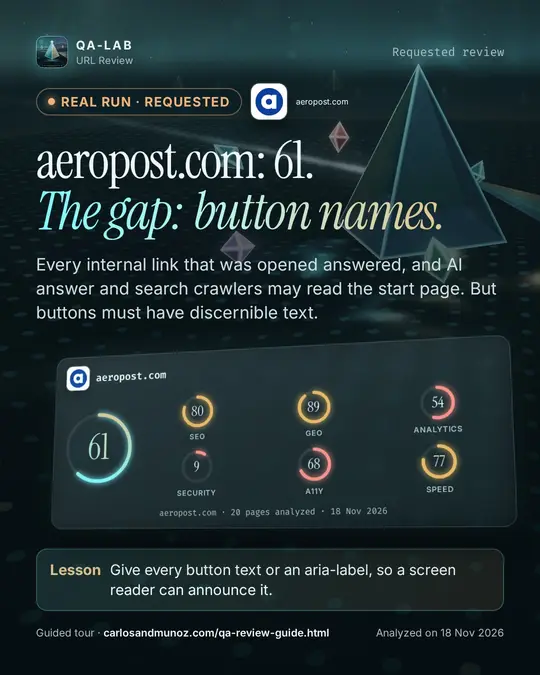 QA-LAB
URL Review
Requested review
REAL RUN · REQUESTED
aeropost.com
aeropost.com: 61.
The gap: button names.
Every internal link that was opened answered, and AI
answer and search crawlers may read the start page. But
buttons must have discernible text.
aeropost.com
61
80
SEO
89
GEO
54
ANALYTICS
9
SECURITY
68
A11Y
77
SPEED
aeropost.com · 20 pages analyzed · 18 Nov 2026
Lesson
Give every button text or an aria-label, so a screen
reader can announce it.
Guided tour · carlosandmunoz.com/qa-review-guide.html
Analyzed on 18 Nov 2026